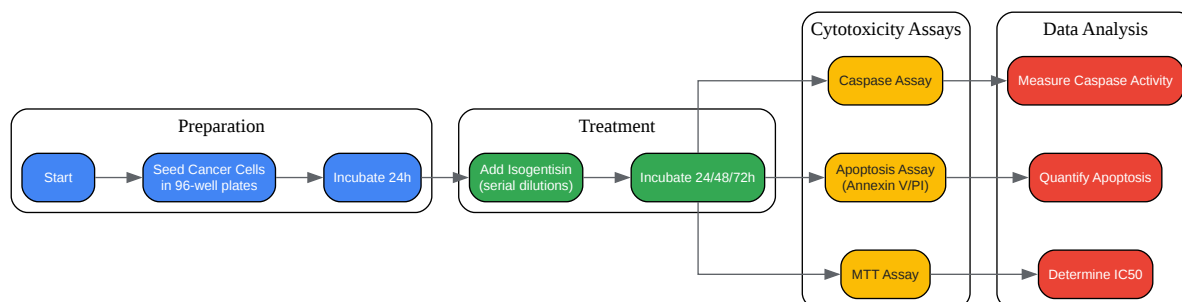 Preparation
Start
Seed Cancer Cells
in 96-well plates
Incubate 24h
Treatment
Add Isogentisin
(serial dilutions)
Incubate 24/48/72h
Cytotoxicity Assays
Caspase Assay
Apoptosis Assay
(Annexin V/PI)
MTT Assay
Data Analysis
Measure Caspase Activity
Quantify Apoptosis
Determine IC50